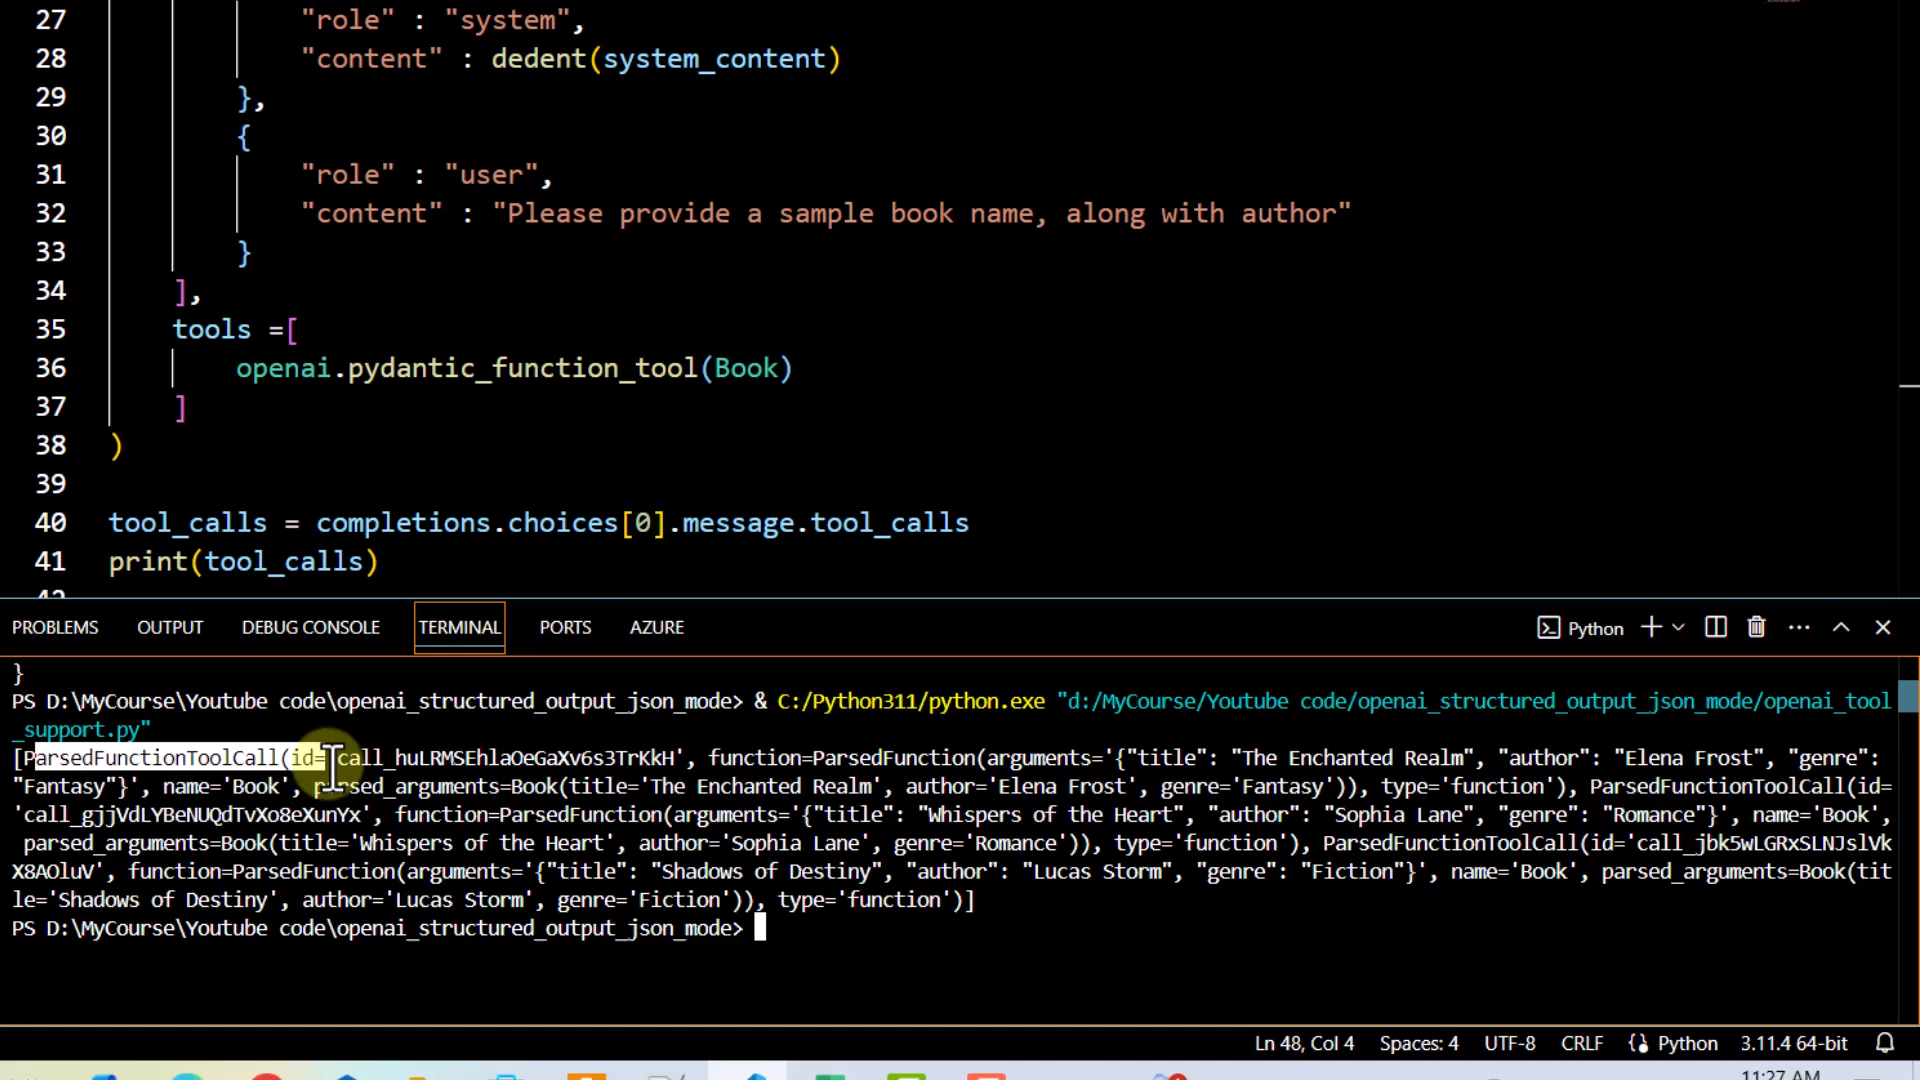 27 "role" : "system",
28 "content" : dedent(system_content)
29 },
30 {
31 "role" : "user",
32 "content" : "Please provide a sample book name, along with author"
33 }
34 ],
35 tools =[
36 openai.pydantic_function_tool(Book)
37 ]
38 )
39
40 tool_calls = completions.choices[0].message.tool_calls
41 print(tool_calls)
42
PROBLEMS OUTPUT DEBUG CONSOLE TERMINAL PORTS AZURE Python
}
PS D:\MyCourse\Youtube code\openai_structured_output_json_mode> & C:/Python311/python.exe "d:/MyCourse/Youtube code/openai_structured_output_json_mode/openai_tool
_support.py"
[ParsedFunctionToolCall(id='call_huLRMSEhlaOeGaXv6s3TrKkH', function=ParsedFunction(arguments='{"title": "The Enchanted Realm", "author": "Elena Frost", "genre":
"Fantasy"}', name='Book', parsed_arguments=Book(title='The Enchanted Realm', author='Elena Frost', genre='Fantasy')), type='function'), ParsedFunctionToolCall(id=
'call_gjjVdLYBeNUQdTvXo8eXunYx', function=ParsedFunction(arguments='{"title": "Whispers of the Heart", "author": "Sophia Lane", "genre": "Romance"}', name='Book',
parsed_arguments=Book(title='Whispers of the Heart', author='Sophia Lane', genre='Romance')), type='function'), ParsedFunctionToolCall(id='call_jbk5wLGRxSLNJslVk
X8AOluV', function=ParsedFunction(arguments='{"title": "Shadows of Destiny", "author": "Lucas Storm", "genre": "Fiction"}', name='Book', parsed_arguments=Book(tit
le='Shadows of Destiny', author='Lucas Storm', genre='Fiction')), type='function')]
PS D:\MyCourse\Youtube code\openai_structured_output_json_mode>
Ln 48, Col 4 Spaces: 4 UTF-8 CRLF Python 3.11.4 64-bit
11:27 AM